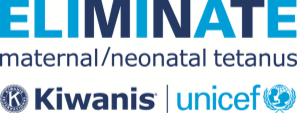 ELIMINATE
maternal/neonatal tetanus
Kiwanis | unicef